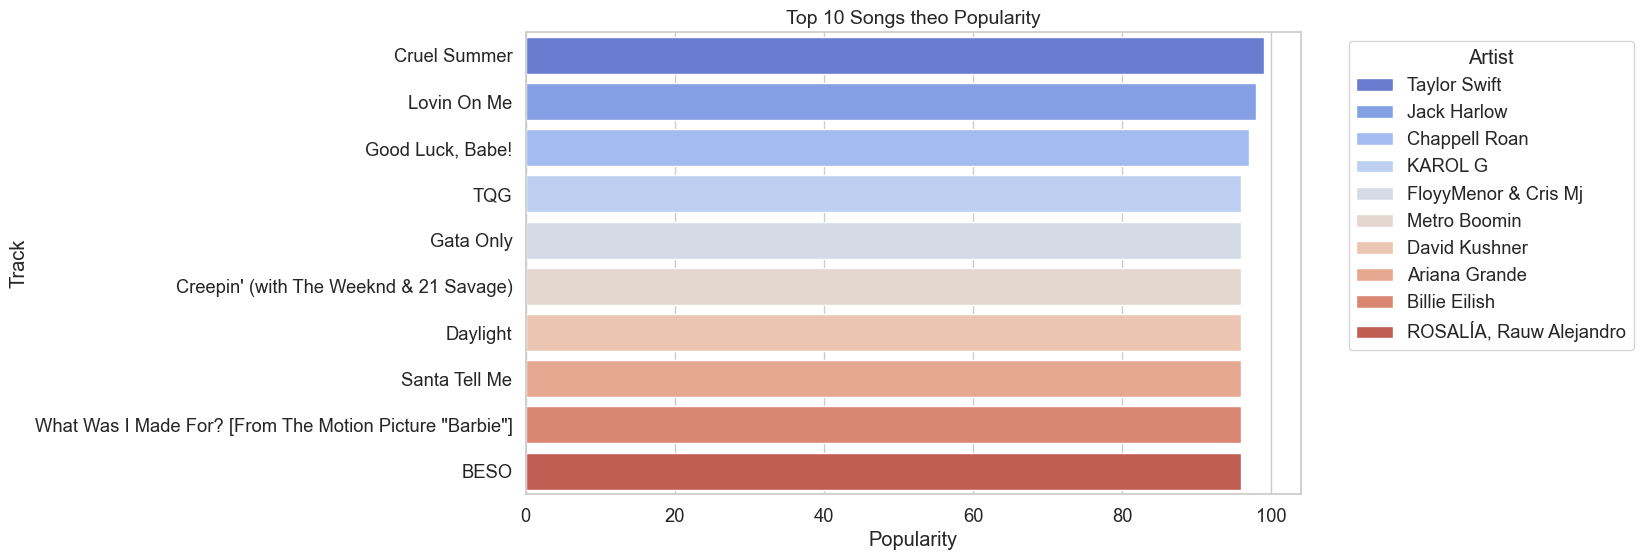 Top 10 Songs theo Popularity
Track
Cruel Summer
Lovin On Me
Good Luck, Babe!
TQG
Gata Only
Creepin' (with The Weeknd & 21 Savage)
Daylight
Santa Tell Me
What Was I Made For? [From The Motion Picture "Barbie"]
BESO
0 20 40 60 80 100
Popularity
Artist
Taylor Swift
Jack Harlow
Chappell Roan
KAROL G
FloyyMenor & Cris Mj
Metro Boomin
David Kushner
Ariana Grande
Billie Eilish
ROSALÍA, Rauw Alejandro